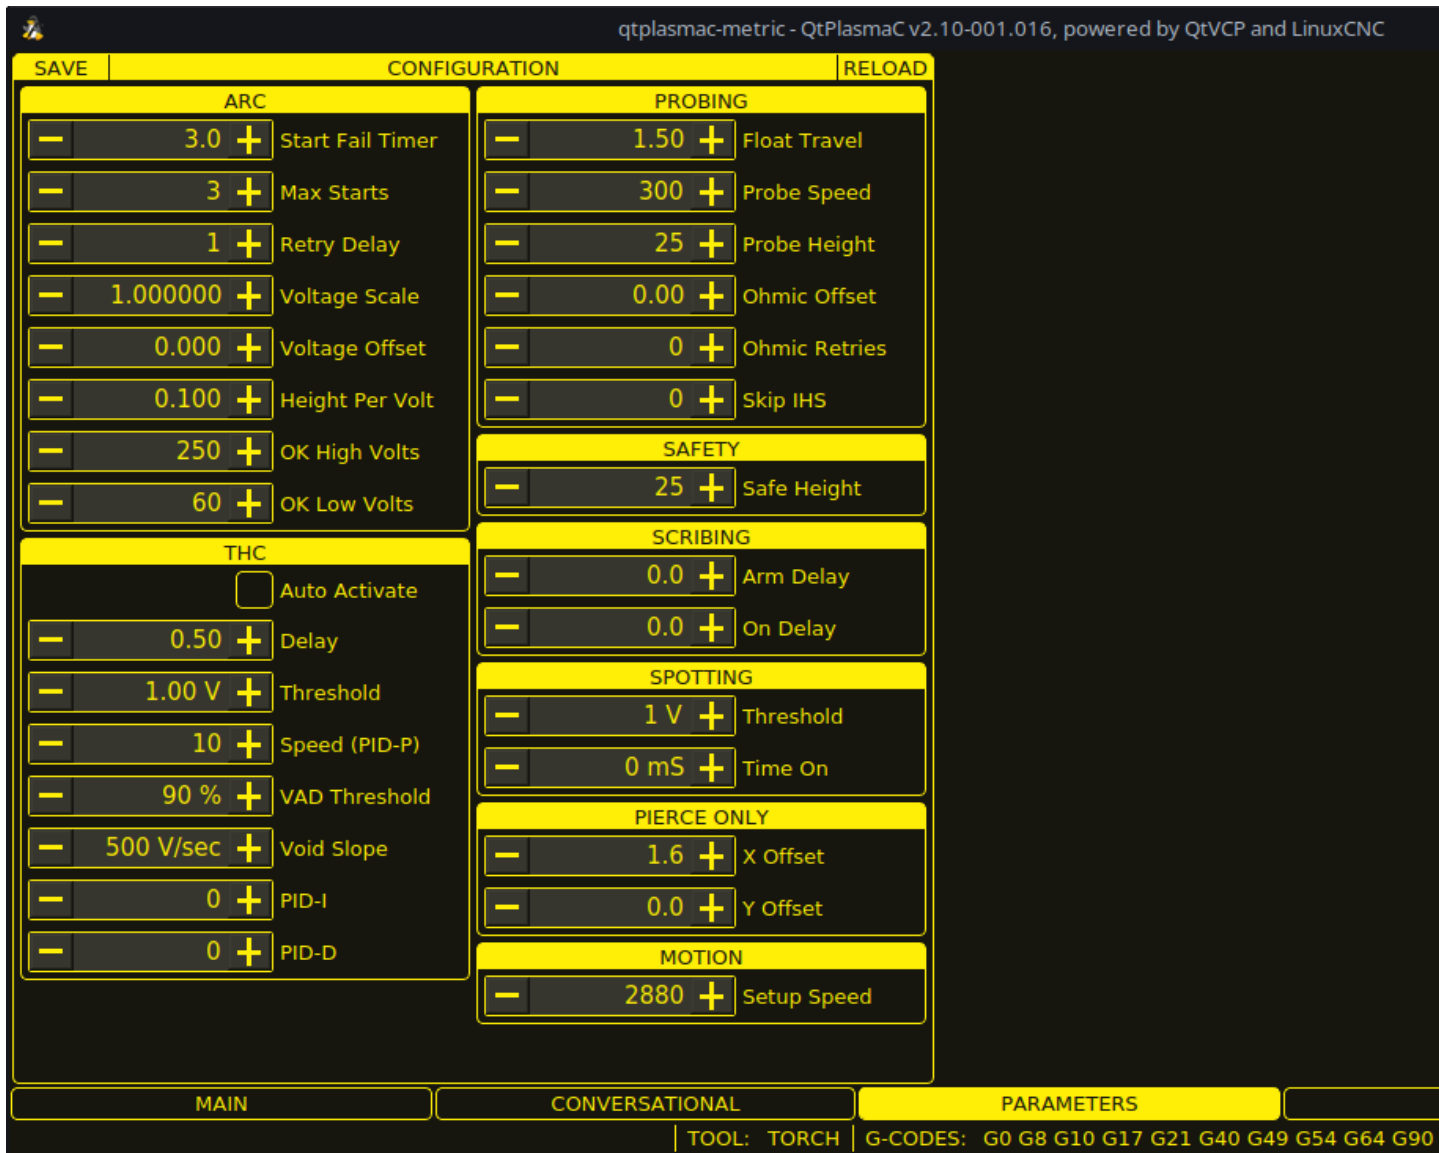 qtplasmac-metric - QtPlasmaC v2.10-001.016, powered by QtVCP and LinuxCNC
SAVE CONFIGURATION RELOAD
ARC
3.0 Start Fail Timer
3 Max Starts
1 Retry Delay
1.000000 Voltage Scale
0.000 Voltage Offset
0.100 Height Per Volt
250 OK High Volts
60 OK Low Volts
THC
Auto Activate
0.50 Delay
1.00 V Threshold
10 Speed (PID-P)
90 % VAD Threshold
500 V/sec Void Slope
0 PID-I
0 PID-D
PROBING
1.50 Float Travel
300 Probe Speed
25 Probe Height
0.00 Ohmic Offset
0 Ohmic Retries
0 Skip IHS
SAFETY
25 Safe Height
SCRIBING
0.0 Arm Delay
0.0 On Delay
SPOTTING
1 V Threshold
0 mS Time On
PIERCE ONLY
1.6 X Offset
0.0 Y Offset
MOTION
2880 Setup Speed
MAIN CONVERSATIONAL PARAMETERS
TOOL: TORCH G-CODES: G0 G8 G10 G17 G21 G40 G49 G54 G64 G90